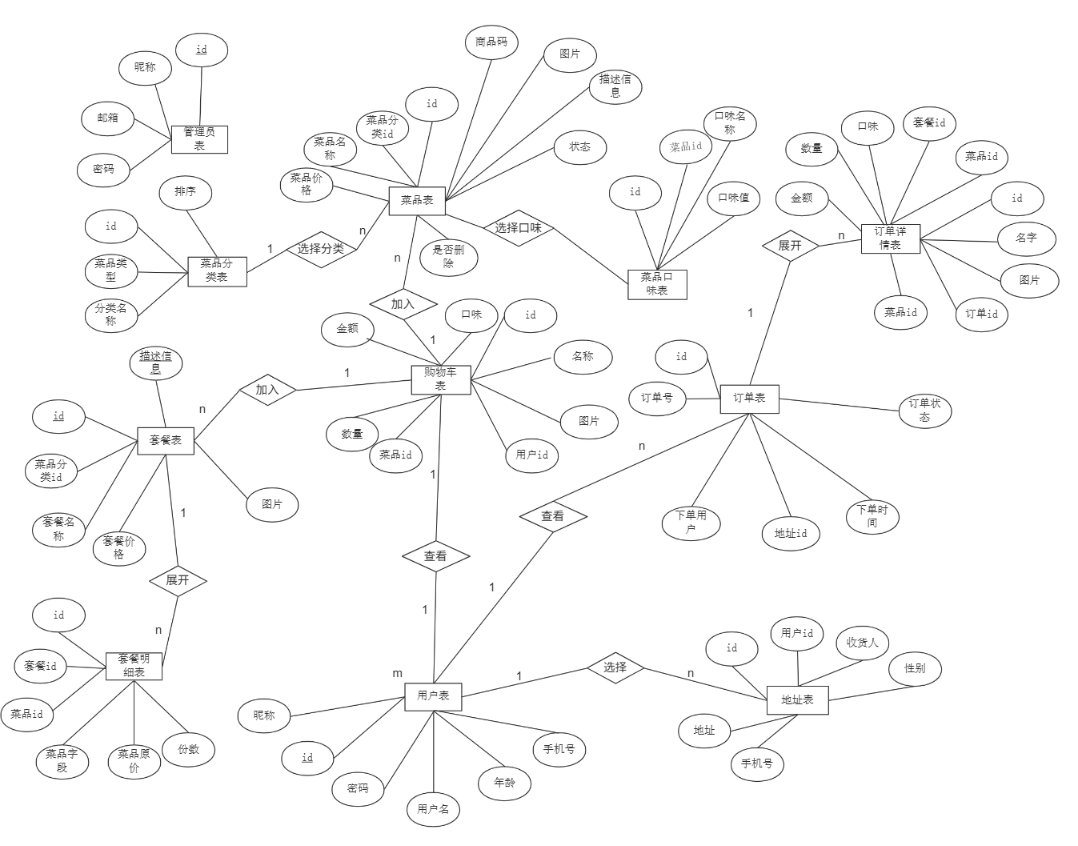 id
昵称
邮箱
密码
管理员
表
排序
id
菜品类
型
分类名
称
菜品分
类表
1
选择分类
n
商品码
图片
描述信
息
id
菜品分
类id
菜品名
称
菜品价
格
状态
菜品表
是否删
除
选择口味
菜品id
口味名
称
id
口味值
菜品口
味表
数量
口味
套餐id
菜品id
金额
id
名字
图片
订单id
菜品id
订单详
情表
n
展开
1
n
加入
1
金额
口味
id
名称
图片
用户id
菜品id
数量
购物车
表
1
加入
n
描述信
息
id
菜品分
类id
套餐名
称
套餐价
格
图片
套餐表
1
展开
n
id
套餐id
菜品id
菜品字
段
菜品原
价
份数
套餐明
细表
1
查看
1
id
订单号
订单表
订单状
态
下单用
户
地址id
下单时
间
n
查看
1
m
用户表
昵称
id
密码
用户名
年龄
手机号
1
选择
n
id
用户id
收货人
性别
地址
手机号
地址表